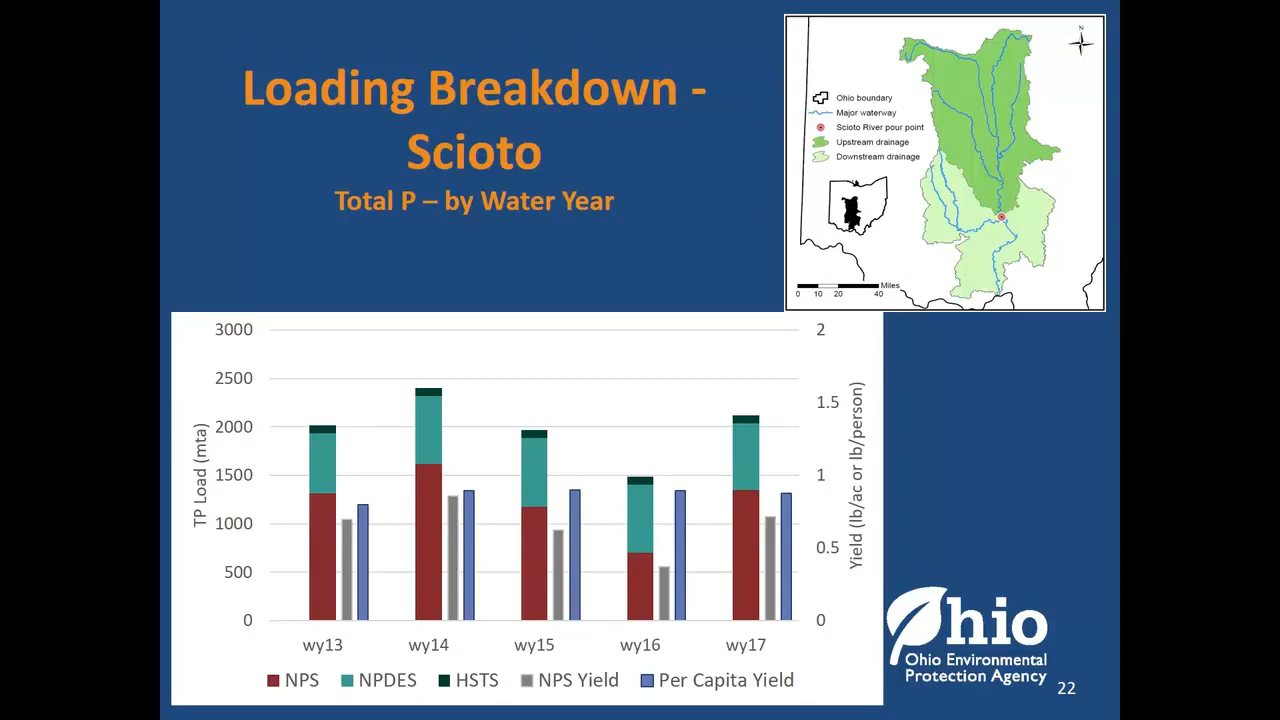 Loading Breakdown -
Scioto
Total P – by Water Year
N
Ohio boundary
Major waterway
Scioto River pour point
Upstream drainage
Downstream drainage
Miles
0 10 20 40
3000
2500
2000
1500
1000
500
0
TP Load (mta)
2
1.5
1
0.5
0
Yield (lb/ac or lb/person)
wy13 wy14 wy15 wy16 wy17
NPS NPDES HSTS NPS Yield Per Capita Yield
Ohio
Ohio Environmental
Protection Agency
22